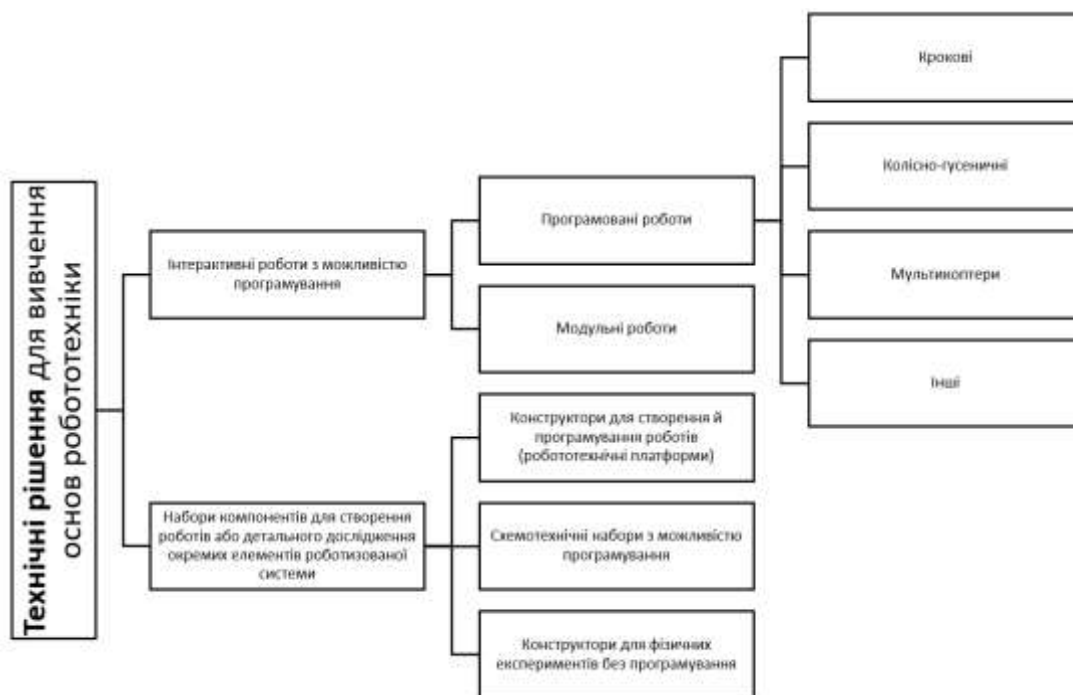 Технічні рішення для вивчення
основ робототехніки
Інтерактивні роботи з можливістю
програмування
Програмовані роботи
Крокові
Колісно-гусеничні
Мультикоптери
Інші
Модульні роботи
Набори компонентів для створення
роботів або детального дослідження
окремих елементів роботизованої
системи
Конструктори для створення й
програмування роботів
(робототехнічні платформи)
Схемотехнічні набори з можливістю
програмування
Конструктори для фізичних
експериментів без програмування